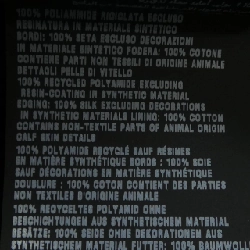 100% POLIAMMIDE RICICLATA ESCLUSO
RESINATURA IN MATERIALE SINTETICO
BORDI: 100% SETA ESCLUSO DECORAZIONI
IN MATERIALE SINTETICO FODERA: 100% COTONE
CONTIENE PARTI NON TESSILI DI ORIGINE ANIMALE
DETTAGLI PELLE DI VITELLO
100% RECYCLED POLYAMIDE EXCLUDING
RESIN-COATING IN SYNTHETIC MATERIAL
EDGING: 100% SILK EXCLUDING DECORATIONS
IN SYNTHETIC MATERIALS LINING: 100% COTTON
CONTAINS NON-TEXTILE PARTS OF ANIMAL ORIGIN
CALF SKIN DETAILS
100% POLYAMIDE RECYCLÉ SAUF RÉSINES
EN MATIÈRE SYNTHÉTIQUE BORDS : 100% SOIE
SAUF DÉCORATIONS EN MATIÈRE SYNTHÉTIQUE
DOUBLURE : 100% COTON CONTIENT DES PARTIES
NON TEXTILES D'ORIGINE ANIMALE
100% RECYCELTES POLYAMID OHNE
BESCHICHTUNGEN AUS SYNTHETISCHEM MATERIAL
BESÄTZE: 100% SEIDE OHNE DEKORATIONEN AUS
SYNTHETISCHEM MATERIAL FUTTER: 100% BAUMWOLL